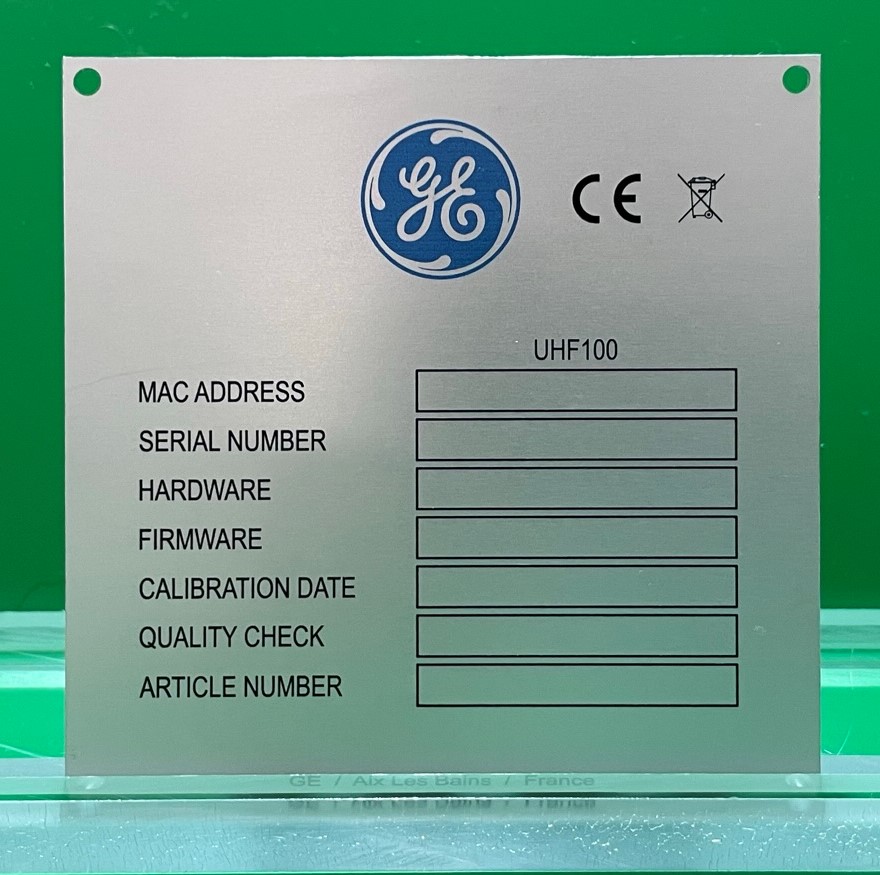 GE
CE
UHF100
MAC ADDRESS
SERIAL NUMBER
HARDWARE
FIRMWARE
CALIBRATION DATE
QUALITY CHECK
ARTICLE NUMBER
GE / Aix Les Bains / France